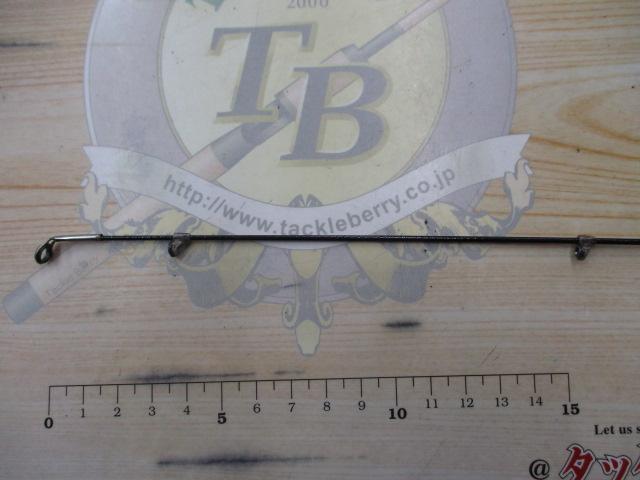 2000
TB
http://www.tackleberry.co.jp
0 1 2 3 4 5 6 7 8 9 10 11 12 13 14 15
Let us s
@ タック